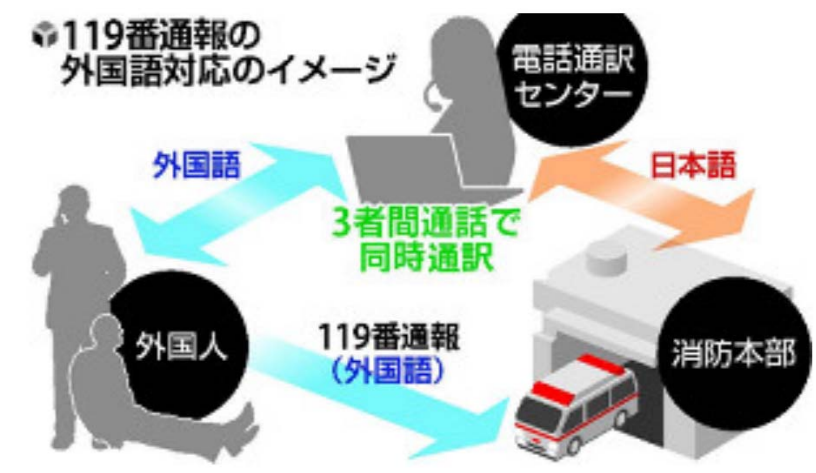 119番通報の
外国語対応のイメージ
電話通訳
センター
外国語
日本語
3者間通話で
同時通訳
外国人
119番通報
(外国語)
消防本部